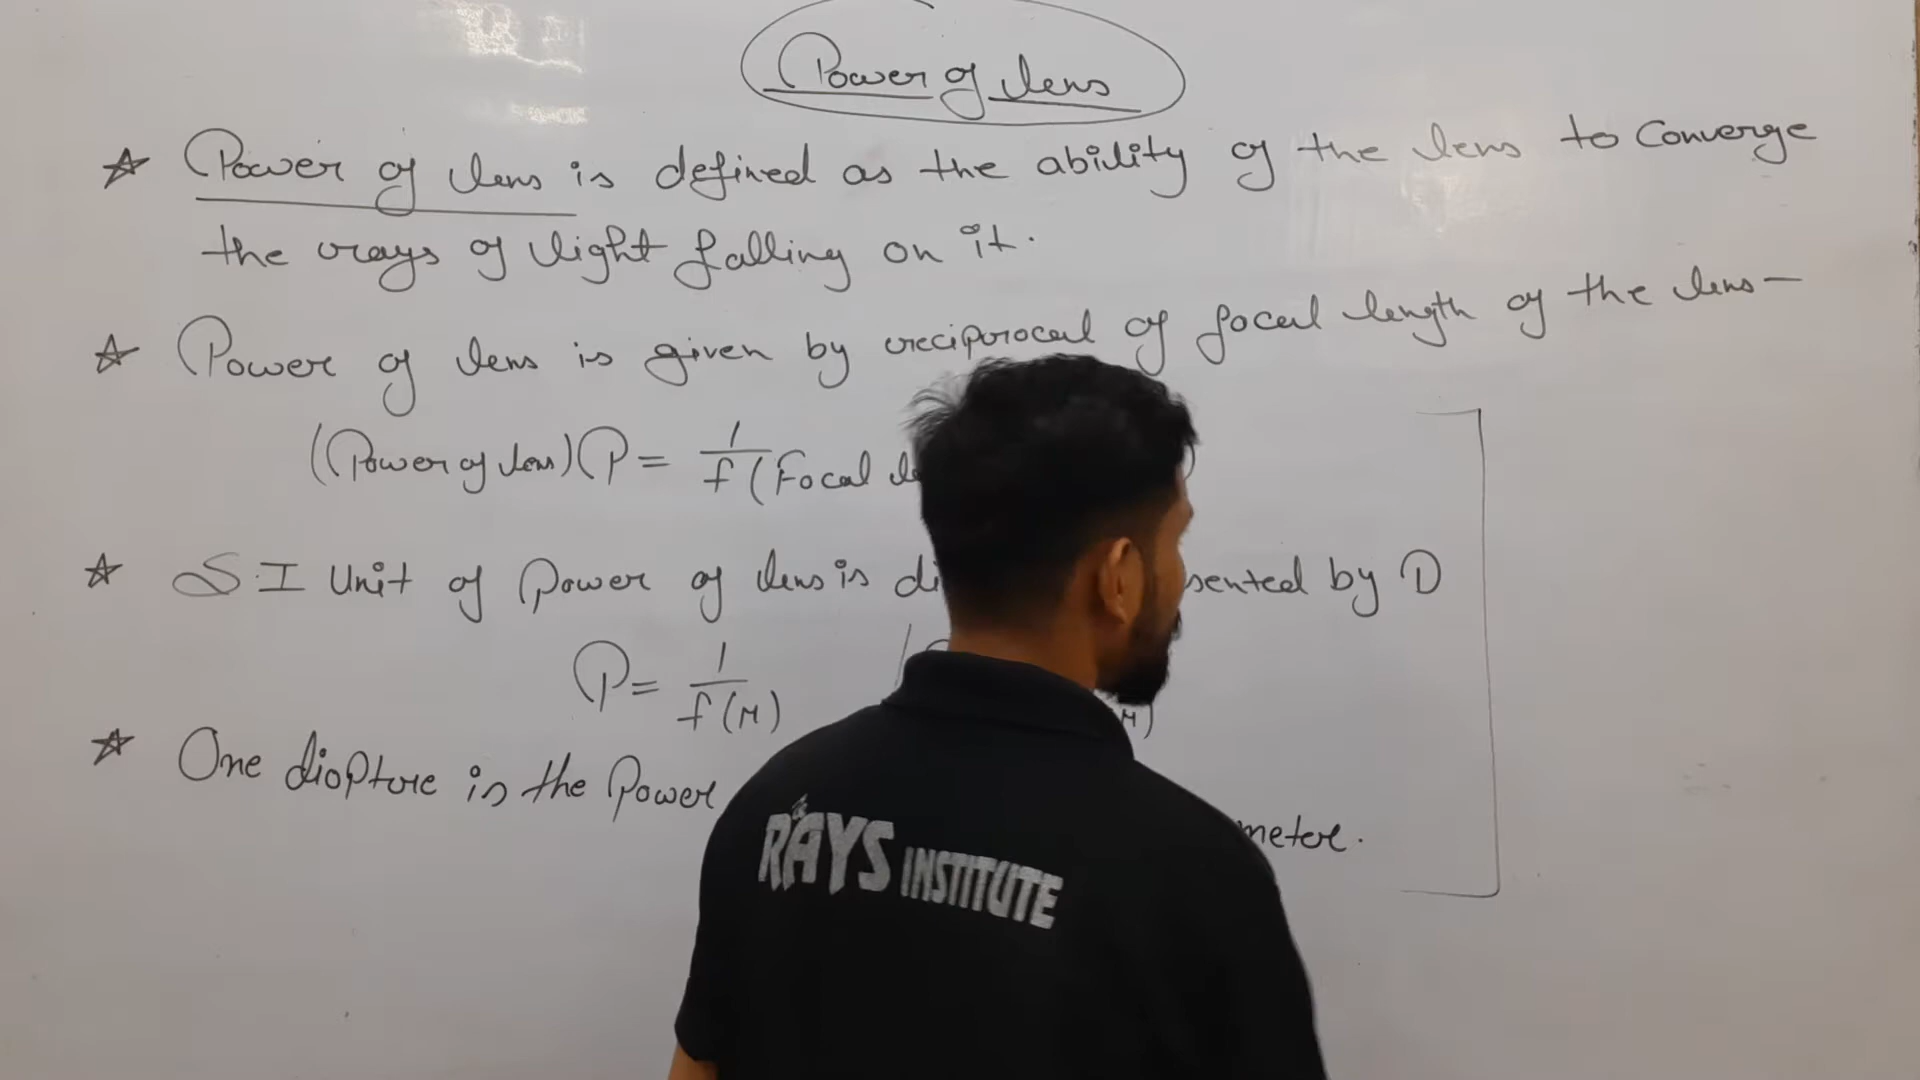 Power of lens
☆ Power of lens is defined as the ability of the lens to Converge
the rays of light falling on it.
☆ Power of lens is given by reciprocal of focal length of the lens—
(Power of lens) P = 1/f (Focal
☆ S.I Unit of Power of lens is by D
P = 1/f(M)
☆ One dioptre is the Power meter.
RAYS INSTITUTE